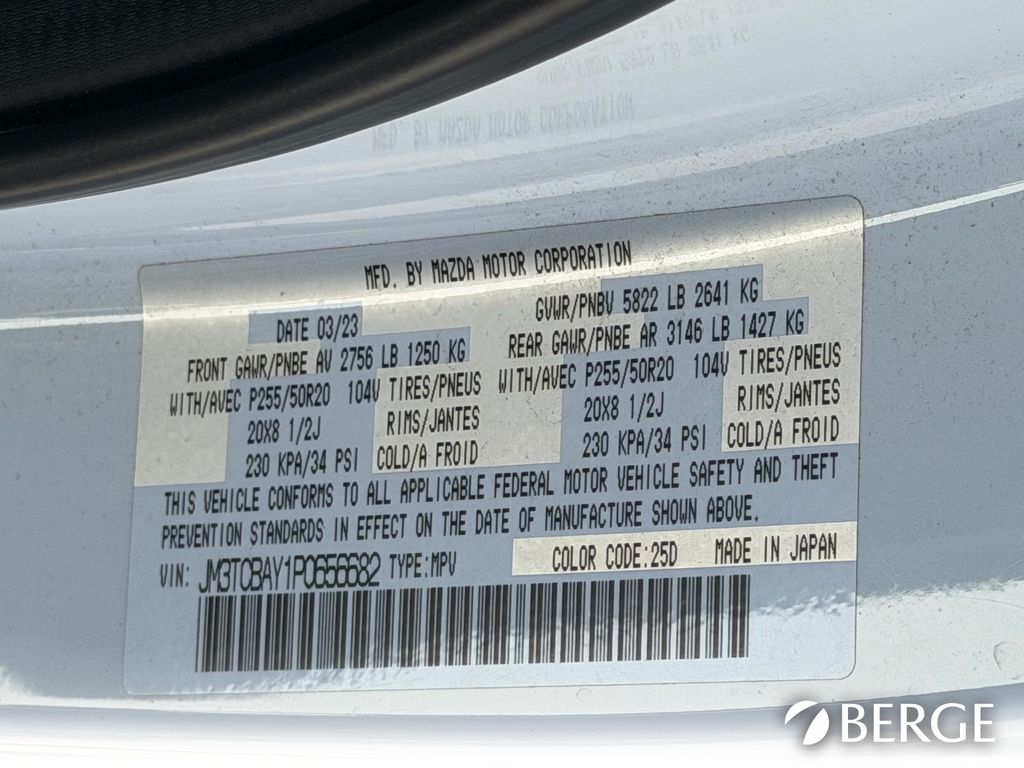 MFD. BY MAZDA MOTOR CORPORATION
DATE 03/23 GVWR/PNBV 5822 LB 2641 KG
FRONT GAWR/PNBE AV 2756 LB 1250 KG REAR GAWR/PNBE AR 3146 LB 1427 KG
WITH/AVEC P255/50R20 104V TIRES/PNEUS WITH/AVEC P255/50R20 104V TIRES/PNEUS
20X8 1/2J RIMS/JANTES 20X8 1/2J RIMS/JANTES
230 KPA/34 PSI COLD/A FROID 230 KPA/34 PSI COLD/A FROID
THIS VEHICLE CONFORMS TO ALL APPLICABLE FEDERAL MOTOR VEHICLE SAFETY AND THEFT
PREVENTION STANDARDS IN EFFECT ON THE DATE OF MANUFACTURE SHOWN ABOVE.
VIN: JM3TCBAY1P0656682 TYPE:MPV COLOR CODE:25D MADE IN JAPAN
BERGE